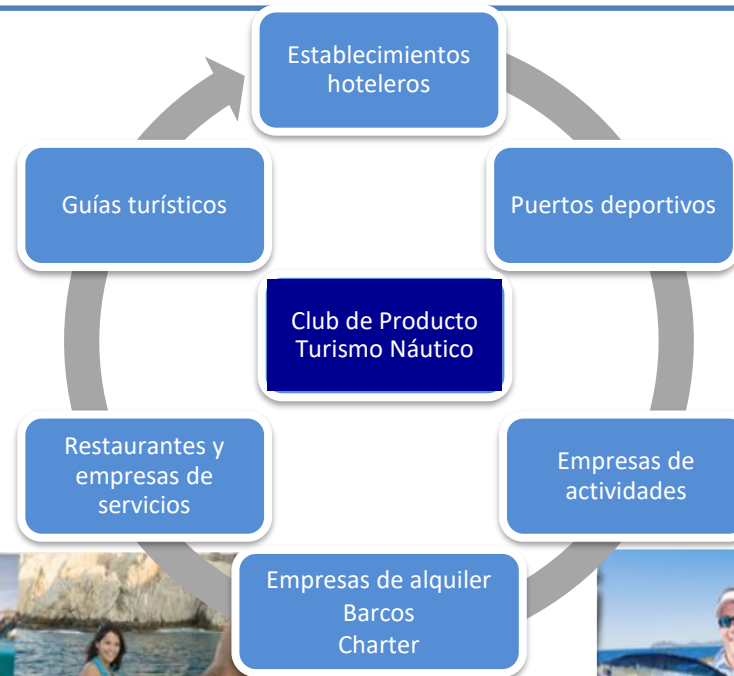 Establecimientos
hoteleros
Puertos deportivos
Empresas de
actividades
Empresas de alquiler
Barcos
Charter
Restaurantes y
empresas de
servicios
Guías turísticos
Club de Producto
Turismo Náutico